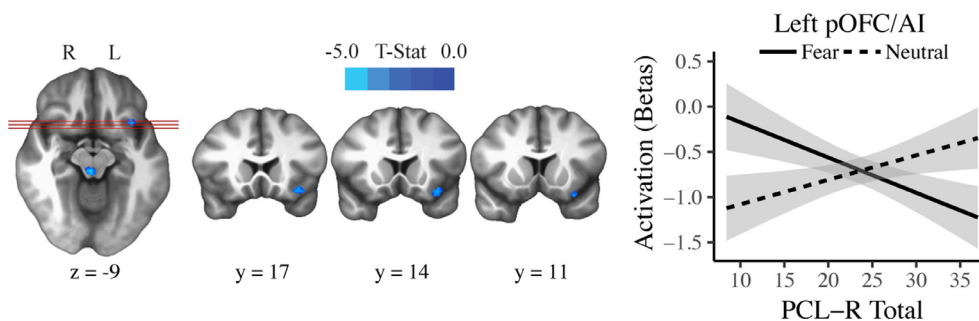 R L
-5.0 T-Stat 0.0
z = -9
y = 17
y = 14
y = 11
Left pOFC/AI
Fear Neutral
Activation (Betas)
0.5
0.0
−0.5
−1.0
−1.5
10 15 20 25 30 35
PCL−R Total